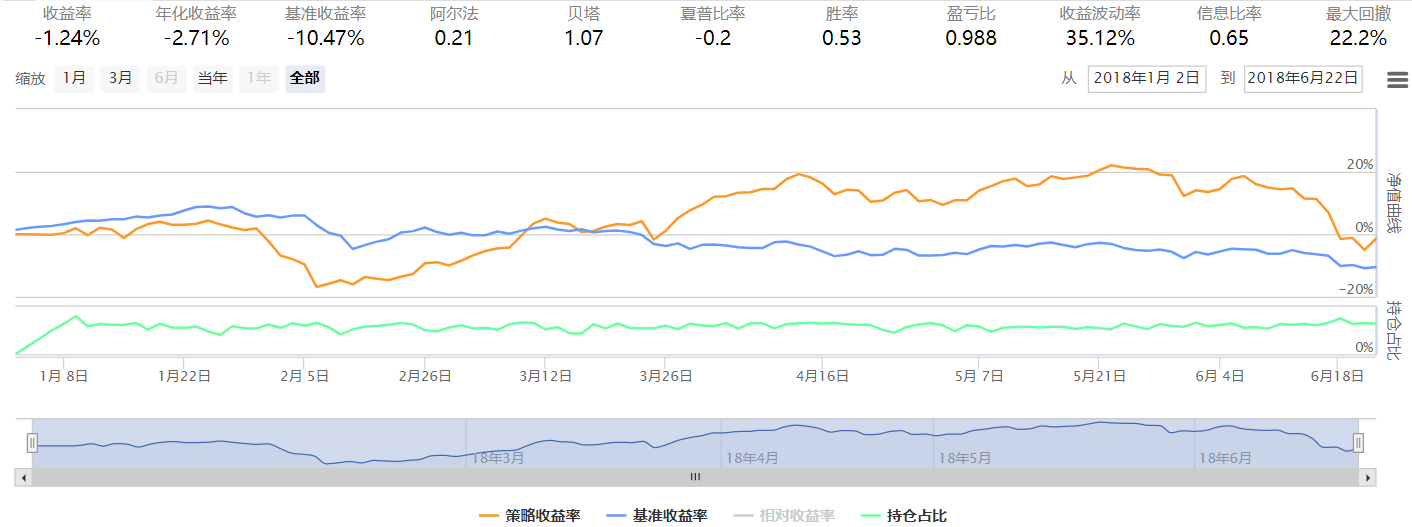 收益率 年化收益率 基准收益率 阿尔法 贝塔 夏普比率 胜率 盈亏比 收益波动率 信息比率 最大回撤
-1.24% -2.71% -10.47% 0.21 1.07 -0.2 0.53 0.988 35.12% 0.65 22.2%
缩放 1月 3月 6月 当年 1年 全部 从 2018年1月 2日 到 2018年6月22日
20%
0%
-20%
净值曲线
0%
持仓占比
1月 8日 1月22日 2月 5日 2月26日 3月12日 3月26日 4月16日 5月 7日 5月21日 6月 4日 6月18日
18年3月 18年4月 18年5月 18年6月
策略收益率 基准收益率 相对收益率 持仓占比